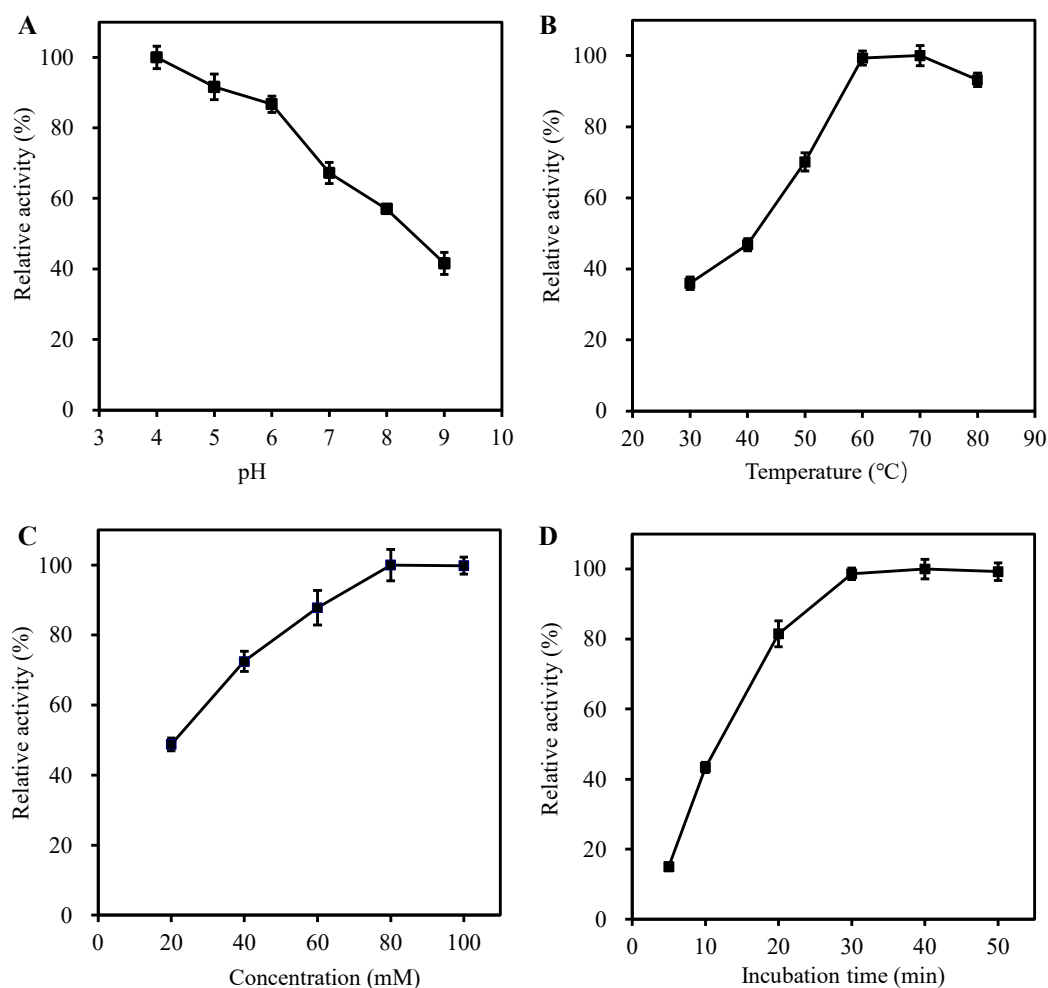 A
Relative activity (%)
100
80
60
40
20
0
3 4 5 6 7 8 9 10
pH
B
Relative activity (%)
100
80
60
40
20
0
20 30 40 50 60 70 80 90
Temperature (℃)
C
Relative activity (%)
100
80
60
40
20
0
0 20 40 60 80 100
Concentration (mM)
D
Relative activity (%)
100
80
60
40
20
0
0 10 20 30 40 50
Incubation time (min)